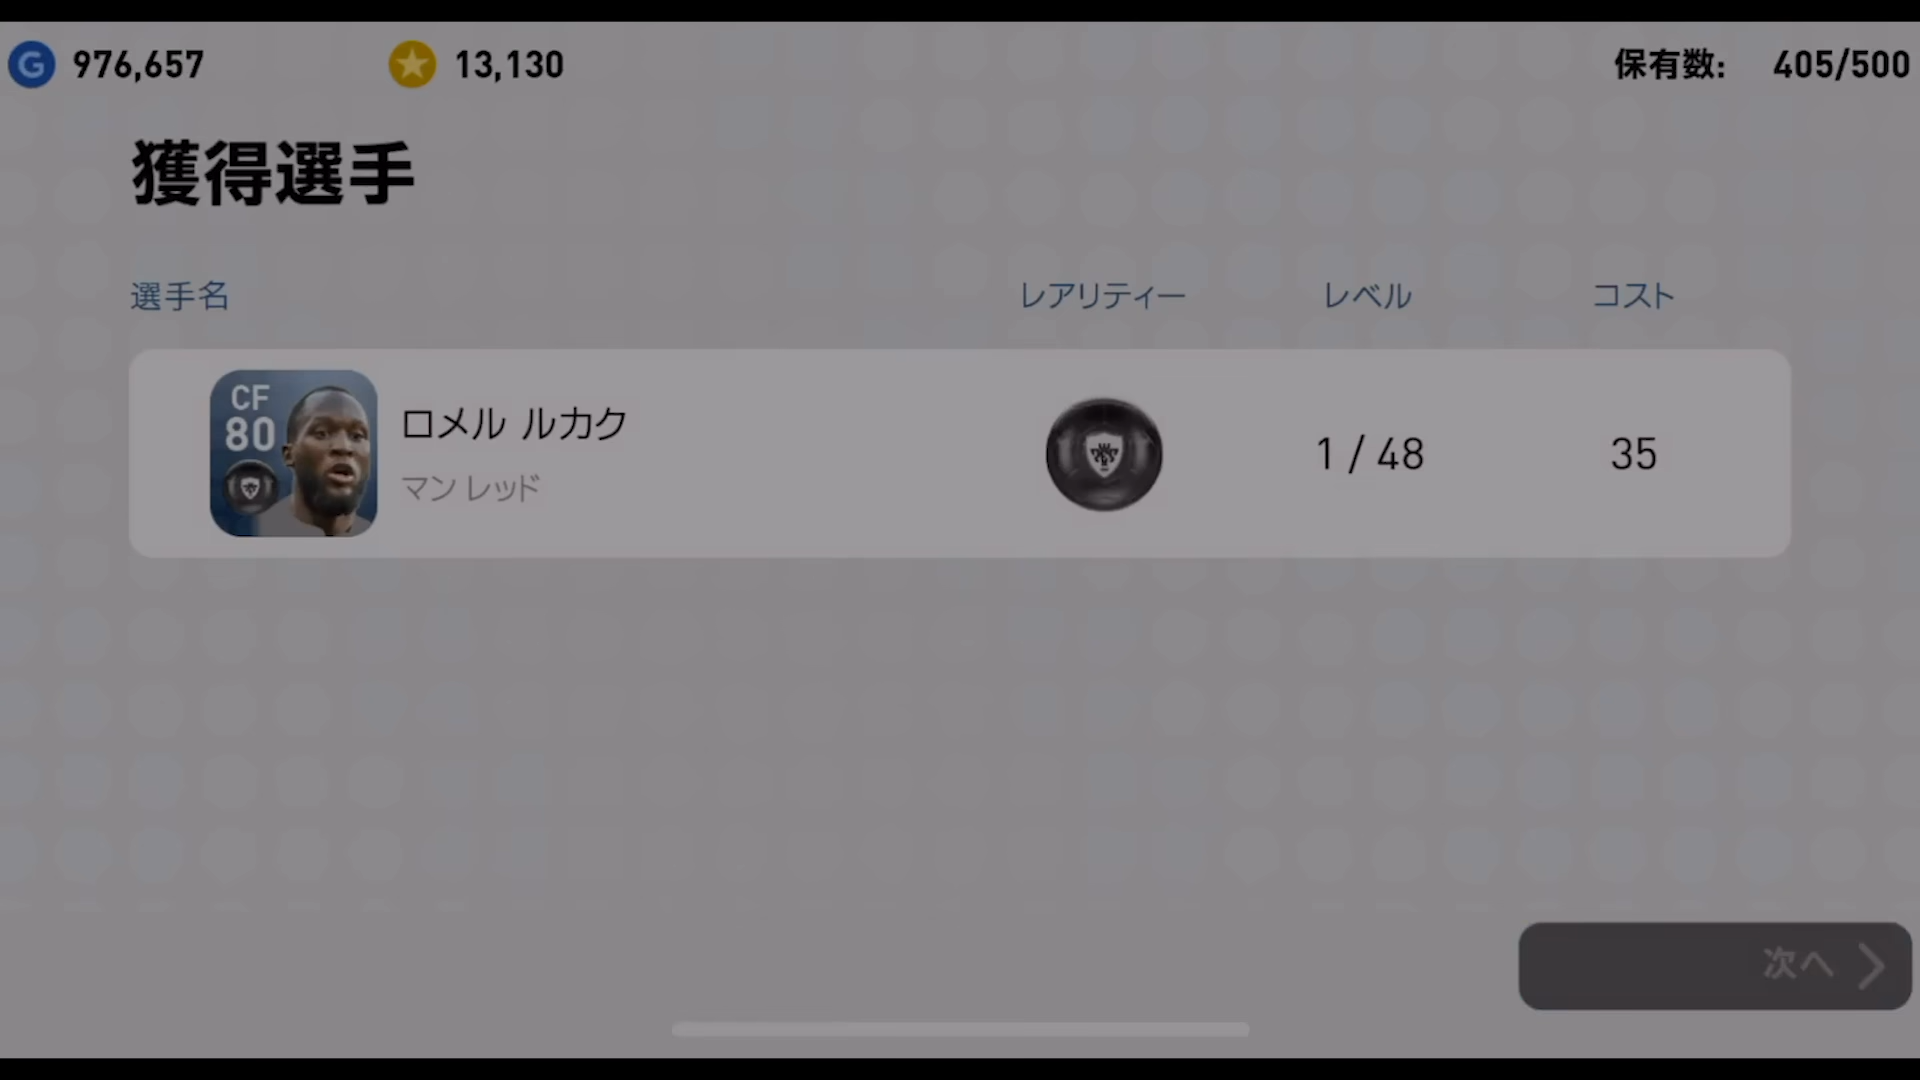 G 976,657 13,130 保有数: 405/500
獲得選手
選手名 レアリティー レベル コスト
CF
80
ロメル ルカク
マン レッド
1 / 48 35
次へ